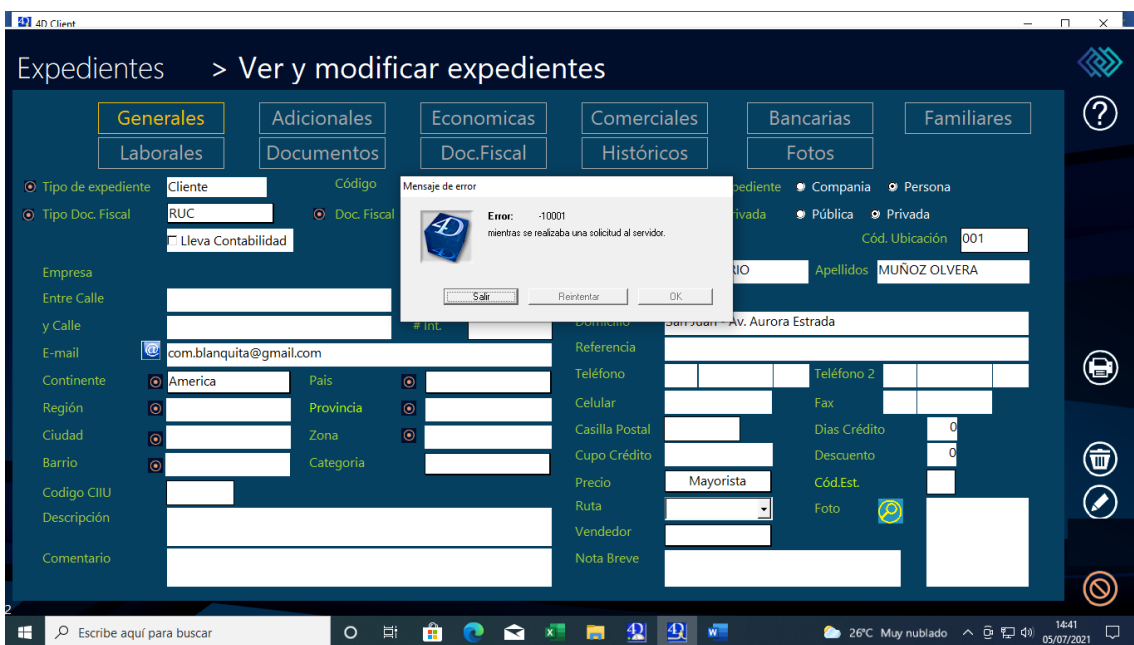 4D Client
Expedientes > Ver y modificar expedientes
Generales Adicionales Economicas Comerciales Bancarias Familiares
Laborales Documentos Doc.Fiscal Históricos Fotos
Tipo de expediente Cliente Código pediente Compania Persona
Tipo Doc. Fiscal RUC Doc. Fiscal Pública Privada
Lleva Contabilidad Cód. Ubicación 001
Mensaje de error
Error: -10001
mientras se realizaba una solicitud al servidor.
Salir Reintentar OK
Empresa RIO Apellidos MUÑOZ OLVERA
Entre Calle
y Calle # Int. Domicilio San Juan - Av. Aurora Estrada
E-mail @ com.blanquita@gmail.com Referencia
Continente America Pais Teléfono Teléfono 2
Región Provincia Celular Fax
Ciudad Zona Casilla Postal Dias Crédito 0
Barrio Categoria Cupo Crédito Descuento 0
Codigo CIIU Precio Mayorista Cód.Est.
Descripción Ruta Foto
Vendedor
Comentario Nota Breve
2
Escribe aquí para buscar 26°C Muy nublado 14:41
05/07/2021